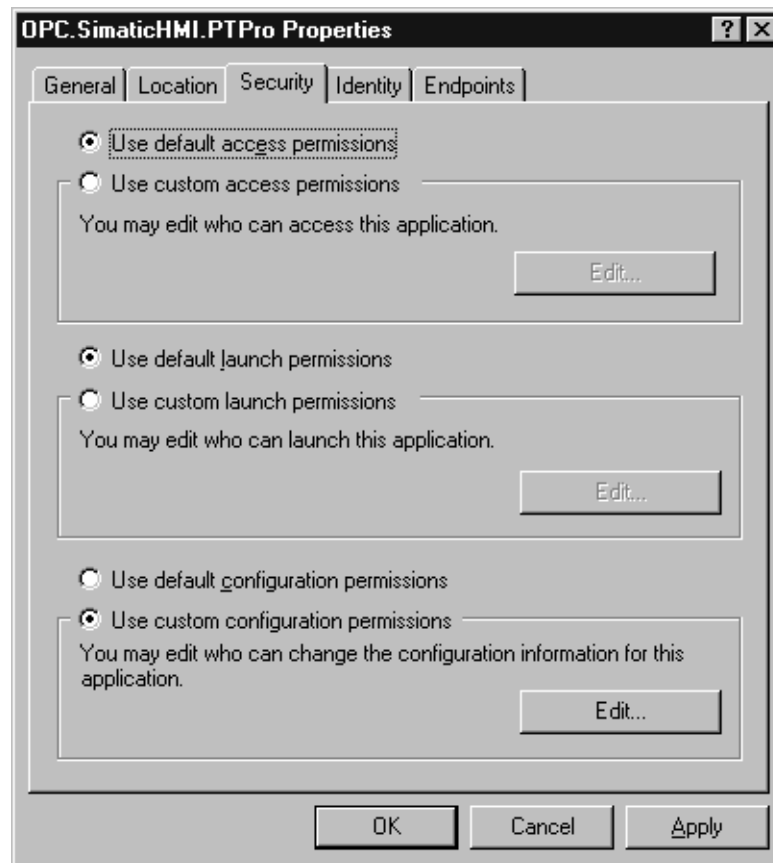 OPC.SimaticHMI.PTPro Properties
General Location Security Identity Endpoints
Use default access permissions
Use custom access permissions
You may edit who can access this application.
Edit...
Use default launch permissions
Use custom launch permissions
You may edit who can launch this application.
Edit...
Use default configuration permissions
Use custom configuration permissions
You may edit who can change the configuration information for this
application.
Edit...
OK Cancel Apply